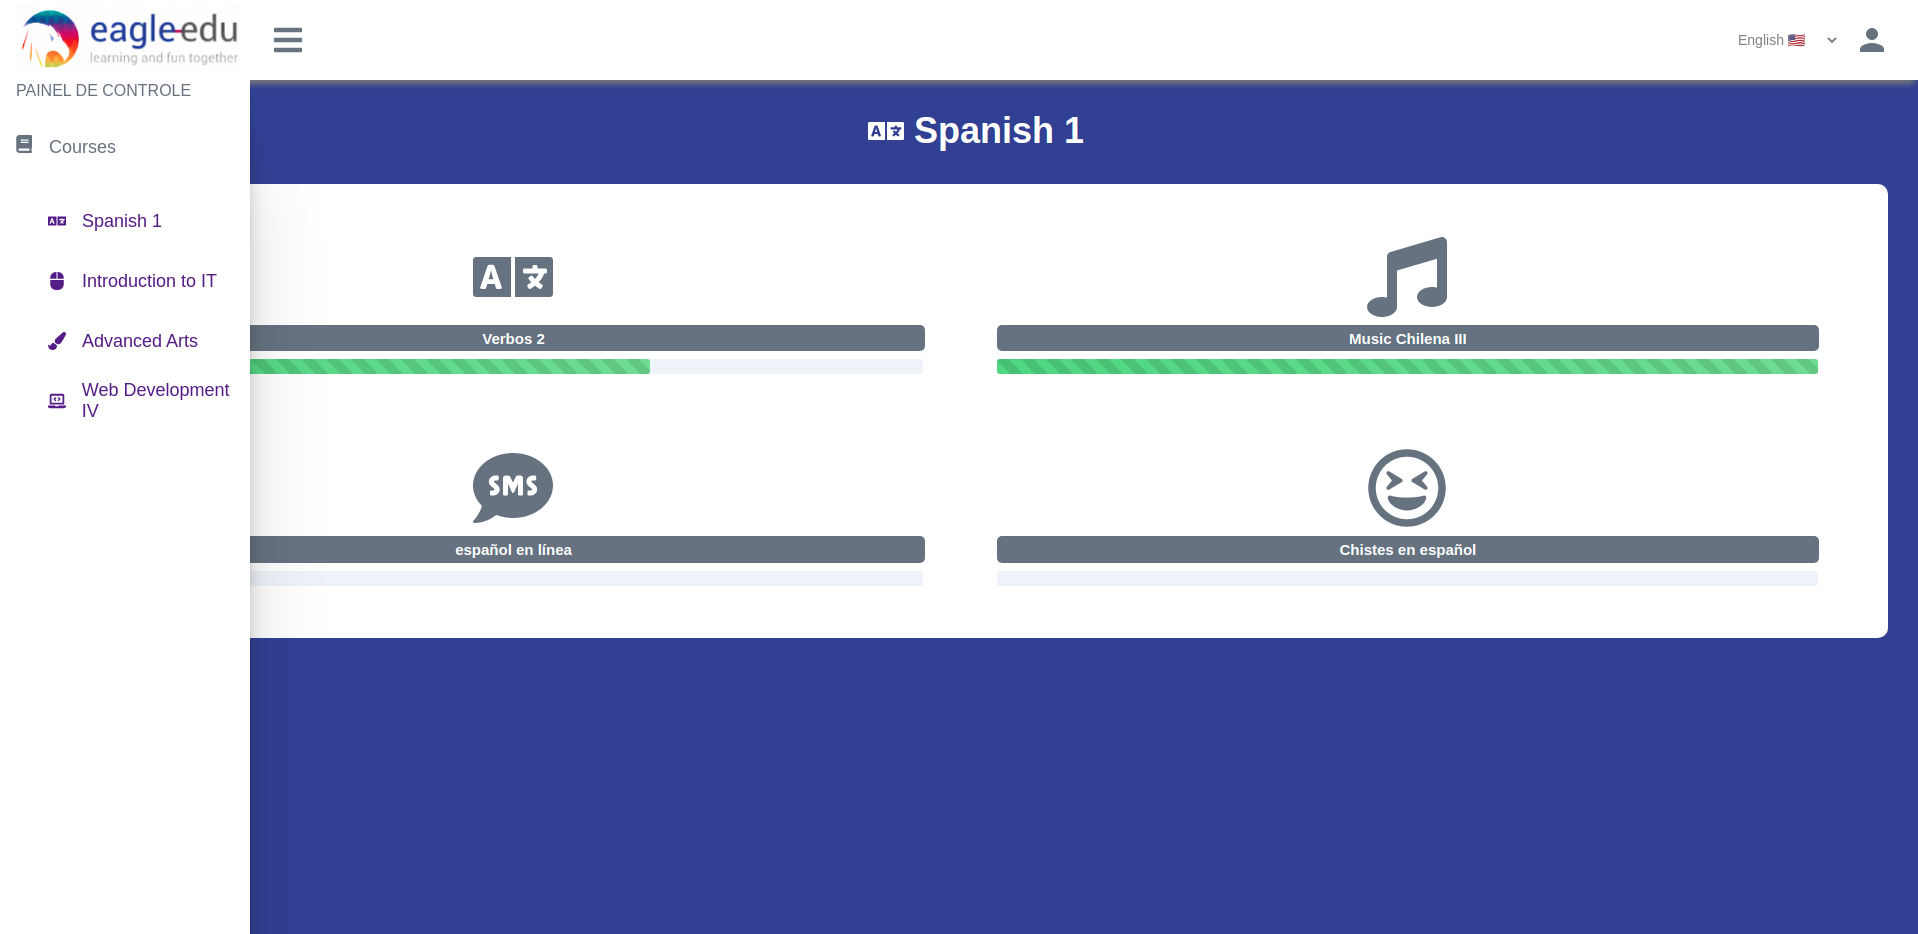 eagle-edu
learning and fun together
English 🇺🇸
PAINEL DE CONTROLE
Courses
Spanish 1
Introduction to IT
Advanced Arts
Web Development
IV
Spanish 1
A 文
Verbos 2
Music Chilena III
SMS
español en línea
Chistes en español